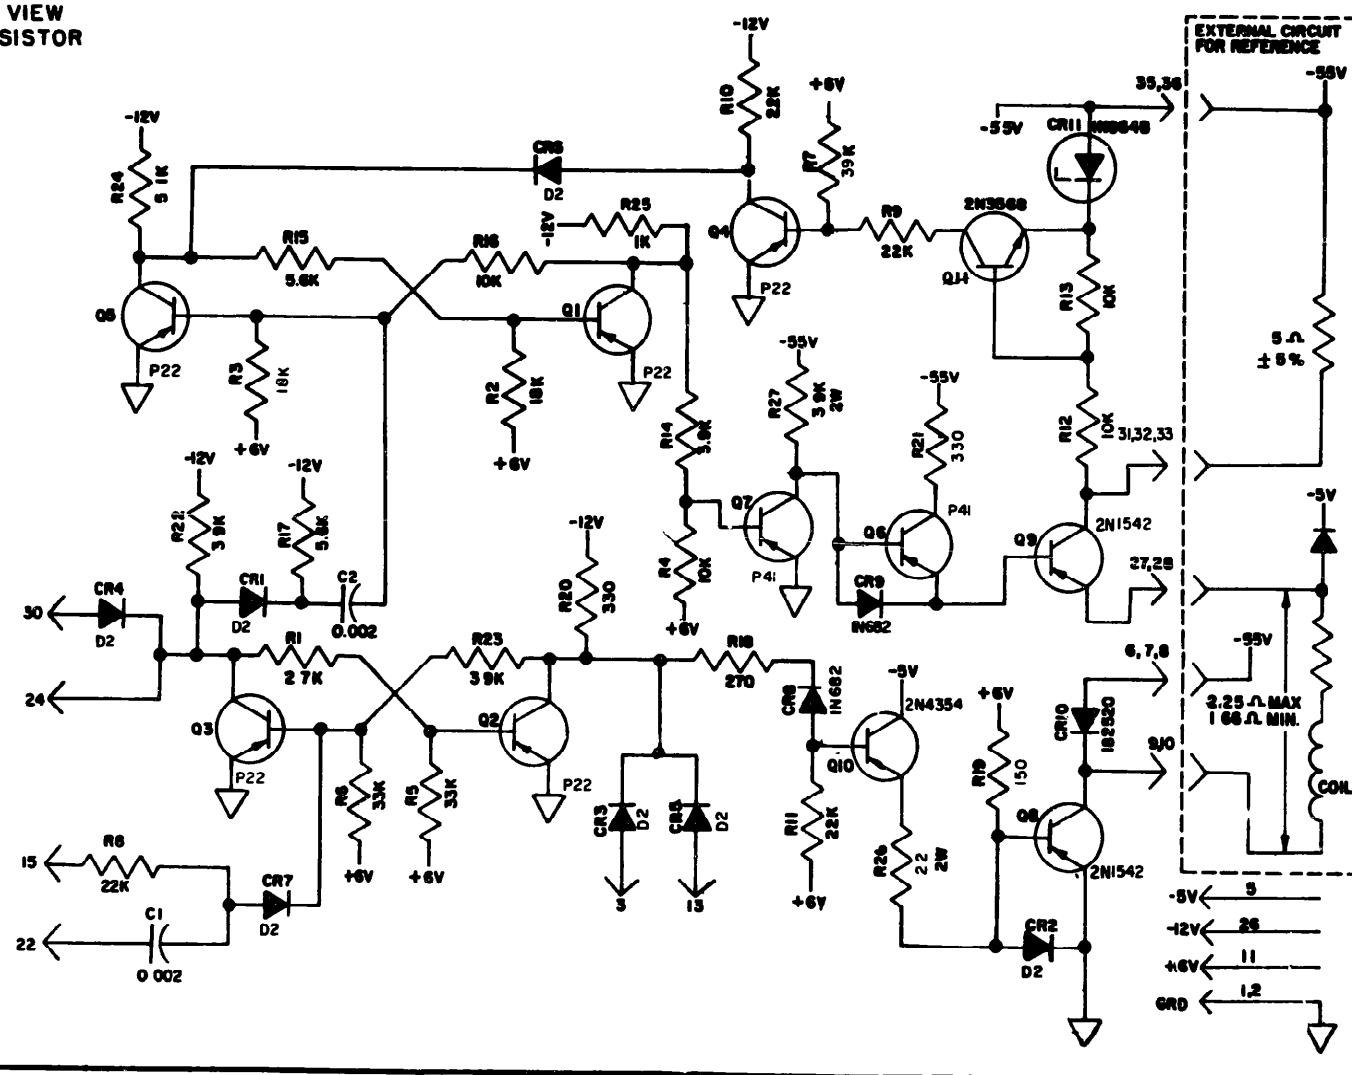 VIEW
SISTOR
-12V
EXTERNAL CIRCUIT
FOR REFERENCE
-55V
R10
22K
+6V
35,36
-55V
CR11
-12V
R7
39K
CR6
D2
R24
5 1K
2N3568
R25
-12V
1K
R9
22K
Q4
Q11
R15
5.6K
R16
10K
R13
10K
P22
Q5
Q1
5 Ω
± 5%
P22
R3
18K
R2
18K
P22
-55V
R27
3 9K
2W
-55V
R21
330
R12
10K
31,32,33
+6V
+6V
R14
-12V
-12V
R22
3 9K
R17
5.6K
-12V
Q7
P41
Q6
P41
2N1542
Q9
-5V
27,28
R20
330
R4
10K
CR4
30
D2
CR1
D2
C2
0.002
CR9
1N682
+6V
-55V
6, 7, 8
R1
2 7K
R23
3 9K
R18
270
24
-5V
2N4354
+6V
2.25 Ω MAX
1 66 Ω MIN.
Q3
Q2
CR8
1N682
CR10
Q10
R19
150
9,10
P22
P22
R6
33K
R5
33K
COIL
CR3
D2
CR5
D2
R11
22K
Q8
2N1542
R26
22
2W
15
R8
22K
+6V
+6V
CR7
D2
+6V
-5V
5
C1
0 002
22
CR2
D2
-12V
26
+6V
11
GRD
1,2